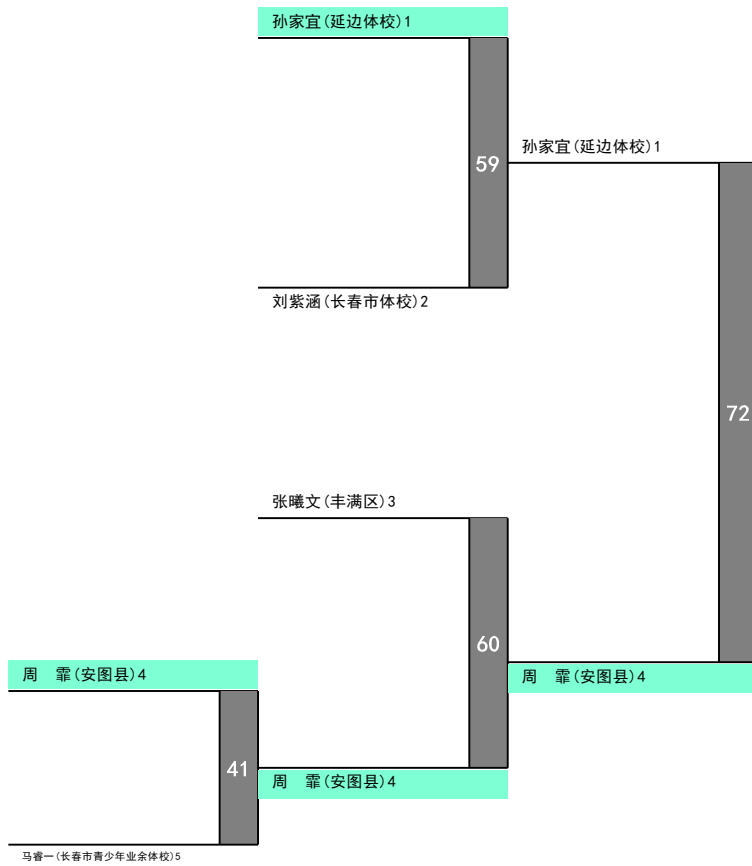 孙家宜(延边体校)1
孙家宜(延边体校)1
59
刘紫涵(长春市体校)2
72
张曦文(丰满区)3
60
周　霏(安图县)4
周　霏(安图县)4
41
周　霏(安图县)4
马睿一(长春市青少年业余体校)5